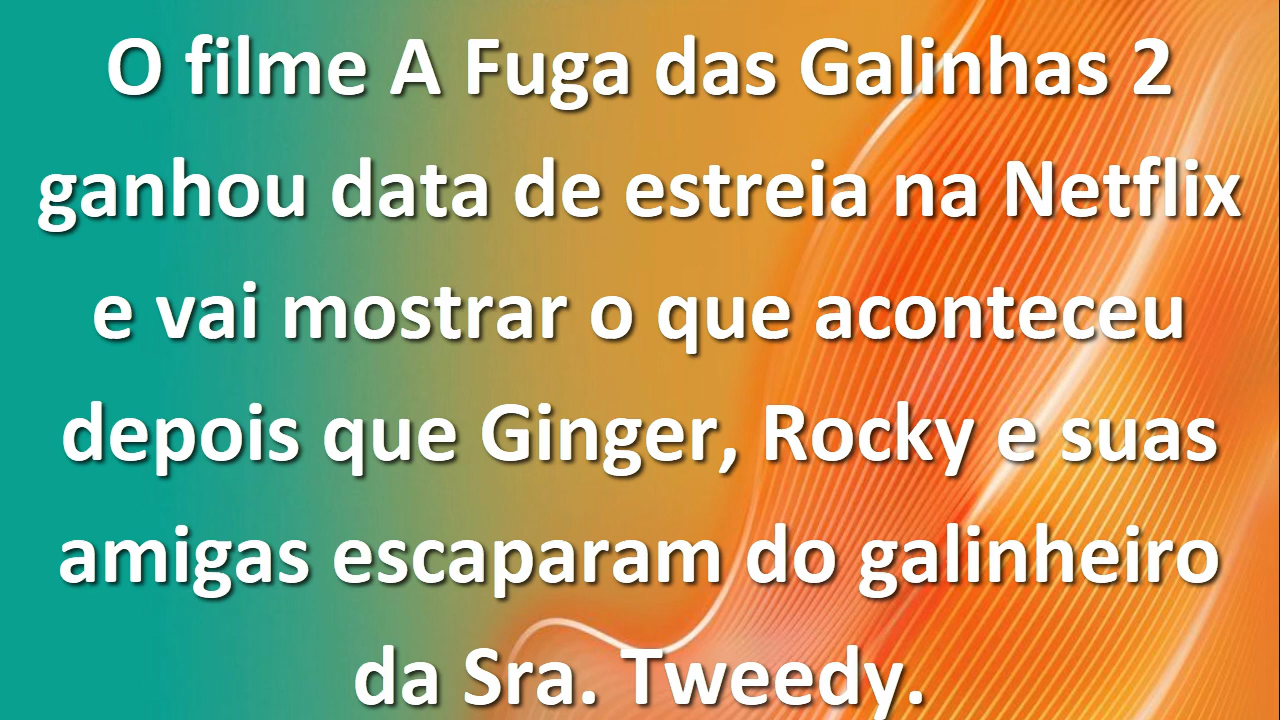 O filme A Fuga das Galinhas 2
ganhou data de estreia na Netflix
e vai mostrar o que aconteceu
depois que Ginger, Rocky e suas
amigas escaparam do galinheiro
da Sra. Tweedy.